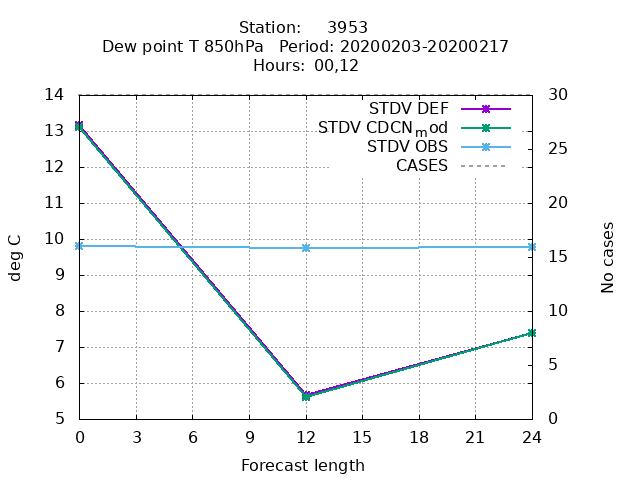 Station: 3953
Dew point T 850hPa Period: 20200203-20200217
Hours: 00,12
14
13
12
11
10
9
8
7
6
5
30
25
20
15
10
5
0
STDV DEF
STDV CDCNmod
STDV OBS
CASES
deg C
No cases
0 3 6 9 12 15 18 21 24
Forecast length